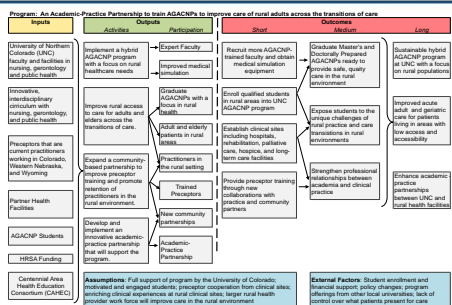 Program: An Academic-Practice Partnership to train AGACNPs to improve care of rural adults across the transitions of care
Inputs
Outputs
Activities
Participation
Outcomes
Short
Medium
Long
University of Northern
Colorado (UNC)
faculty and facilities in
nursing, gerontology
and public health
Innovative,
interdisciplinary
cirriculum with
nursing, gerontology,
and public health
Preceptors that are
current practitioners
working in Colorado,
Western Nebraska,
and Wyoming
Partner Health
Facilities
AGACNP Students
HRSA Funding
Centennial Area
Health Education
Consortium (CAHEC)
Implement a hybrid
AGACNP program
with a focus on rural
healthcare needs
Improve rural access
to care for adults and
elders across the
transitions of care.
Expand a community-
based partnership to
improve preceptor
training and promote
retention of
practitioners in the
rural environment.
Develop and
implement an
innovative academic-
practice partnership
that will support the
program.
Expert Faculty
Improved medical
simulation
Graduate
AGACNPs with a
focus in rural
health
Adult and elderly
patients in rural
areas
Practitioners in
the rural setting
Trained
Preceptors
New community
partnerships
Academic-
Practice
Partnership
Recruit more AGACNP-
trained faculty and obtain
medical simulation
equipment
Enroll qualified students
in rural areas into UNC
AGACNP program
Establish clinical sites
including hospitals,
rehabilitation, palliative
care, hospice, and long-
term care facilities
Provide preceptor training
through new
collaborations with
practice and community
partners
Graduate Master's and
Doctorally Prepared
AGACNPs ready to
provide safe, quality
care in the rural
environment
Expose students to the
unique challenges of
rural practice and care
transistions in rural
environments
Strengthen professional
relationships between
academia and clinical
practice
Sustainable hybrid
AGACNP program
at UNC with a focus
on rural populations
Improved acute
adult and geriatric
care for patients
living in areas with
low access and
accessibility
Enhance academic -
practice
partnerships
between UNC and
rural health facilities
Assumptions: Full support of program by the University of Colorado;
motivated and engaged students; preceptor cooperation from clinical sites;
enriching clinical experiences at rural clinical sites; larger rural health
provider work force will improve care in the rural environment
External Factors: Student enrollment and
financial support; policy changes; program
offerings from other local universities; lack of
control over what patients present for care